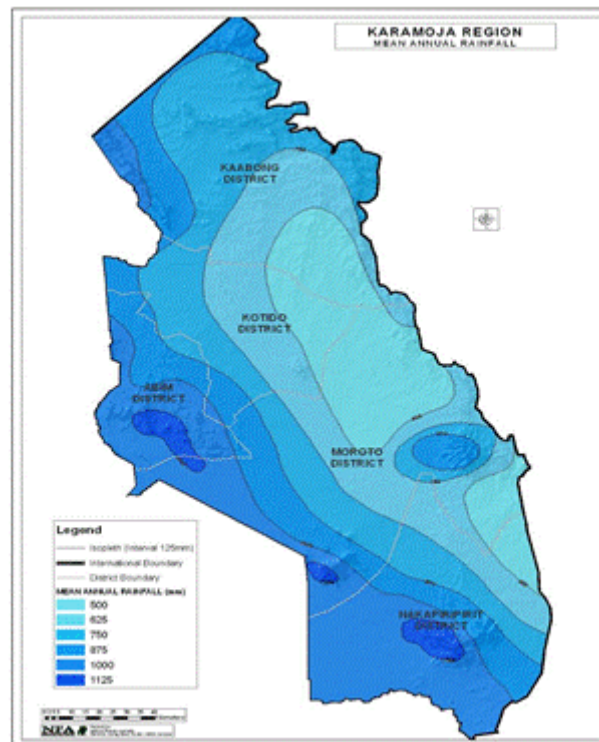 KARAMOJA REGION
MEAN ANNUAL RAINFALL
KAABONG
DISTRICT
KOTIDO
DISTRICT
ABIM
DISTRICT
MOROTO
DISTRICT
NAKAPIRIPIRIT
DISTRICT
Legend
Isopleth (Interval 125mm)
International Boundary
District Boundary
MEAN ANNUAL RAINFALL (mm)
500
625
750
875
1000
1125
NFA